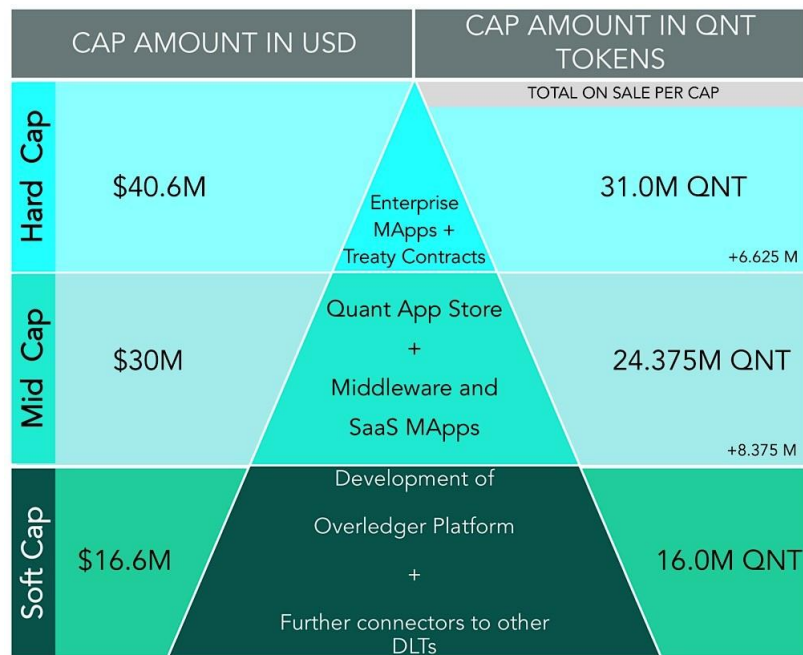 CAP AMOUNT IN USD
CAP AMOUNT IN QNT
TOKENS
TOTAL ON SALE PER CAP
Hard Cap
$40.6M
Enterprise
MApps +
Treaty Contracts
31.0M QNT
+6.625 M
Mid Cap
$30M
Quant App Store
+
Middleware and
SaaS MApps
24.375M QNT
+8.375 M
Soft Cap
$16.6M
Development of
Overledger Platform
+
Further connectors to other
DLTs
16.0M QNT